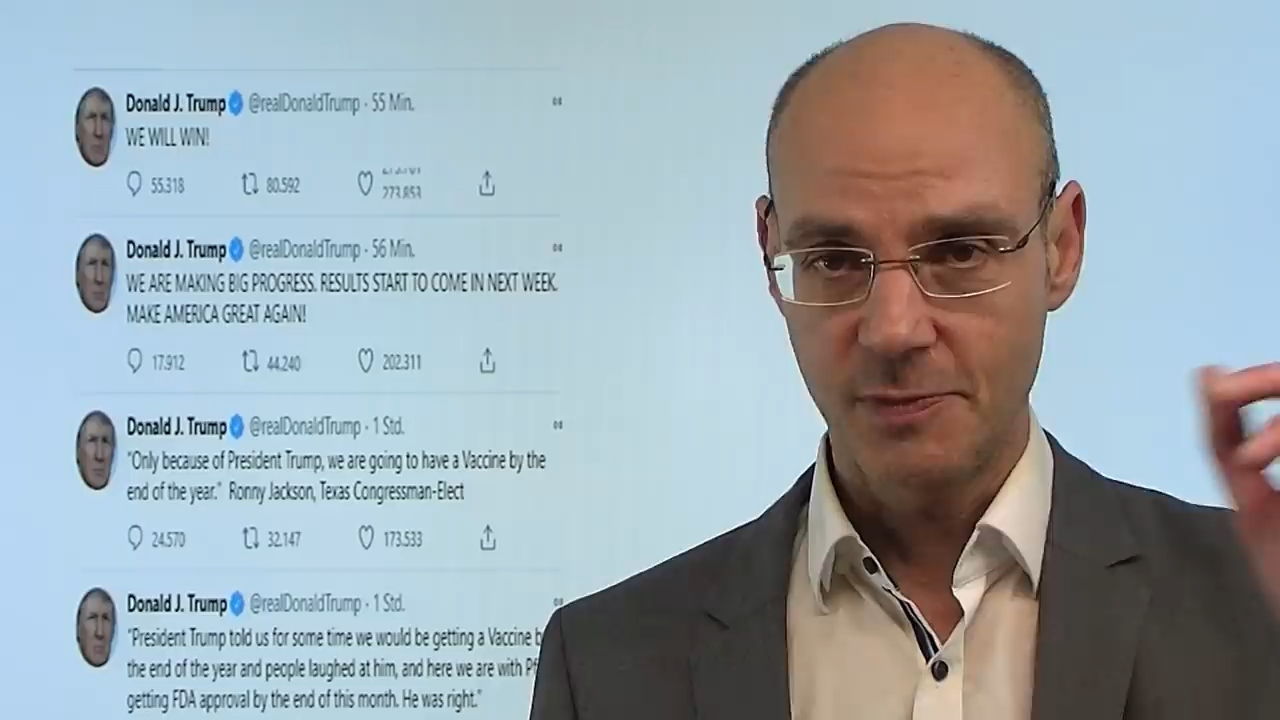 Donald J. Trump @realDonaldTrump · 55 Min.
WE WILL WIN!
55.318 80.592 273.853
Donald J. Trump @realDonaldTrump · 56 Min.
WE ARE MAKING BIG PROGRESS. RESULTS START TO COME IN NEXT WEEK.
MAKE AMERICA GREAT AGAIN!
17.912 44.240 202.311
Donald J. Trump @realDonaldTrump · 1 Std.
"Only because of President Trump, we are going to have a Vaccine by the
end of the year." Ronny Jackson, Texas Congressman-Elect
24.570 32.147 173.533
Donald J. Trump @realDonaldTrump · 1 Std.
"President Trump told us for some time we would be getting a Vaccine
the end of the year and people laughed at him, and here we are with
getting FDA approval by the end of this month. He was right."